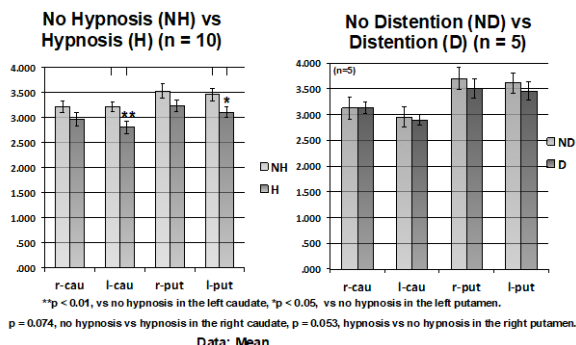 No Hypnosis (NH) vs
Hypnosis (H) (n = 10)
4.000
3.500
3.000
2.500
2.000
1.500
1.000
.500
.000
**
*
NH
H
r-cau l-cau r-put l-put
No Distention (ND) vs
Distention (D) (n = 5)
(n=5)
4.000
3.500
3.000
2.500
2.000
1.500
1.000
.500
.000
ND
D
r-cau l-cau r-put l-put
**p < 0.01, vs no hypnosis in the left caudate, *p < 0.05, vs no hypnosis in the left putamen.
p = 0.074, no hypnosis vs hypnosis in the right caudate, p = 0.053, hypnosis vs no hypnosis in the right putamen.
Data: Mean